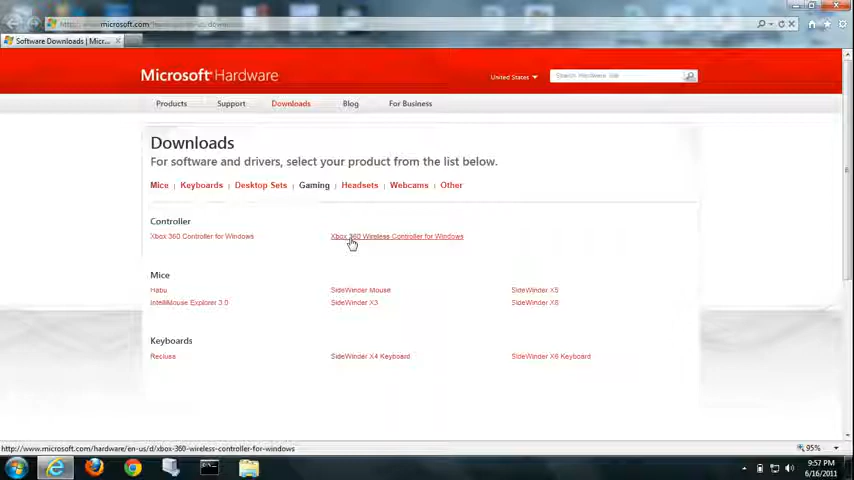 microsoft.com
Software Downloads | Micr...
Microsoft Hardware
United States
Products Support Downloads Blog For Business
Downloads
For software and drivers, select your product from the list below.
Mice | Keyboards | Desktop Sets | Gaming | Headsets | Webcams | Other
Controller
Xbox 360 Controller for Windows Xbox 360 Wireless Controller for Windows
Mice
Habu SideWinder Mouse SideWinder X5
IntelliMouse Explorer 3.0 SideWinder X3 SideWinder X8
Keyboards
Reclusa SideWinder X4 Keyboard SideWinder X6 Keyboard
http://www.microsoft.com/hardware/en-us/d/xbox-360-wireless-controller-for-windows
95%
9:57 PM
6/16/2011